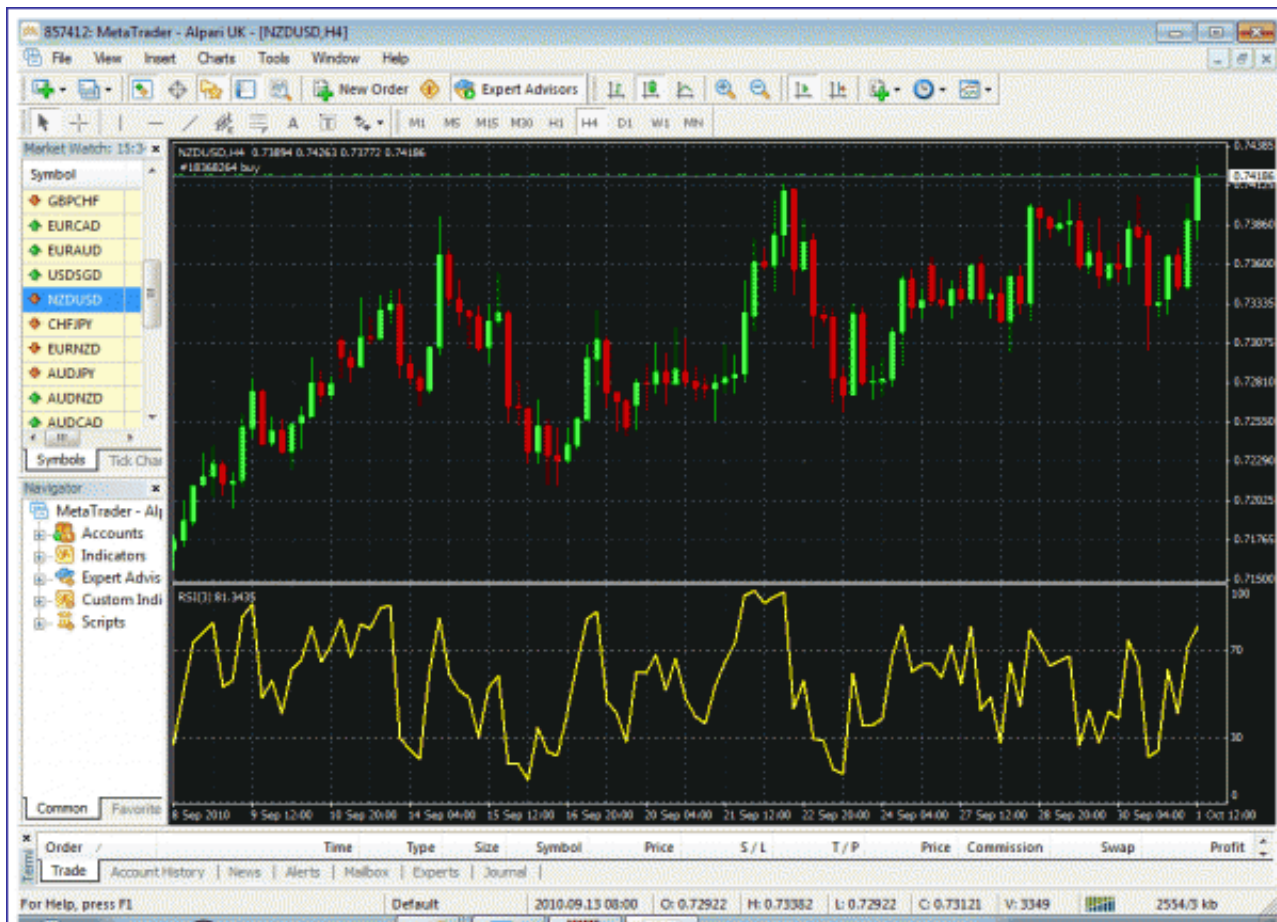 857412: MetaTrader - Alpari UK - [NZDUSD,H4]
File View Insert Charts Tools Window Help
New Order Expert Advisors
A T M1 M5 M15 M30 H1 H4 D1 W1 MN
Market Watch: 15:3
Symbol
GBPCHF
EURCAD
EURAUD
USDSGD
NZDUSD
CHFJPY
EURNZD
AUDJPY
AUDNZD
AUDCAD
Symbols Tick Char
Navigator
MetaTrader - Alp
Accounts
Indicators
Expert Advis
Custom Indi
Scripts
Common Favorite
NZDUSD,H4 0.73894 0.74263 0.73772 0.74186
#18368264 buy
0.74385
0.74186
0.74125
0.73860
0.73600
0.73335
0.73075
0.72810
0.72550
0.72290
0.72025
0.71765
0.71500
RSI(3) 81.3435
100
70
30
0
8 Sep 2010 9 Sep 12:00 10 Sep 20:00 14 Sep 04:00 15 Sep 12:00 16 Sep 20:00 20 Sep 04:00 21 Sep 12:00 22 Sep 20:00 24 Sep 04:00 27 Sep 12:00 28 Sep 20:00 30 Sep 04:00 1 Oct 12:00
Order / Time Type Size Symbol Price S / L T / P Price Commission Swap Profit
Termi
Trade Account History News Alerts Mailbox Experts Journal
For Help, press F1 Default 2010.09.13 08:00 O: 0.72922 H: 0.73382 L: 0.72922 C: 0.73121 V: 3349 2554/3 kb